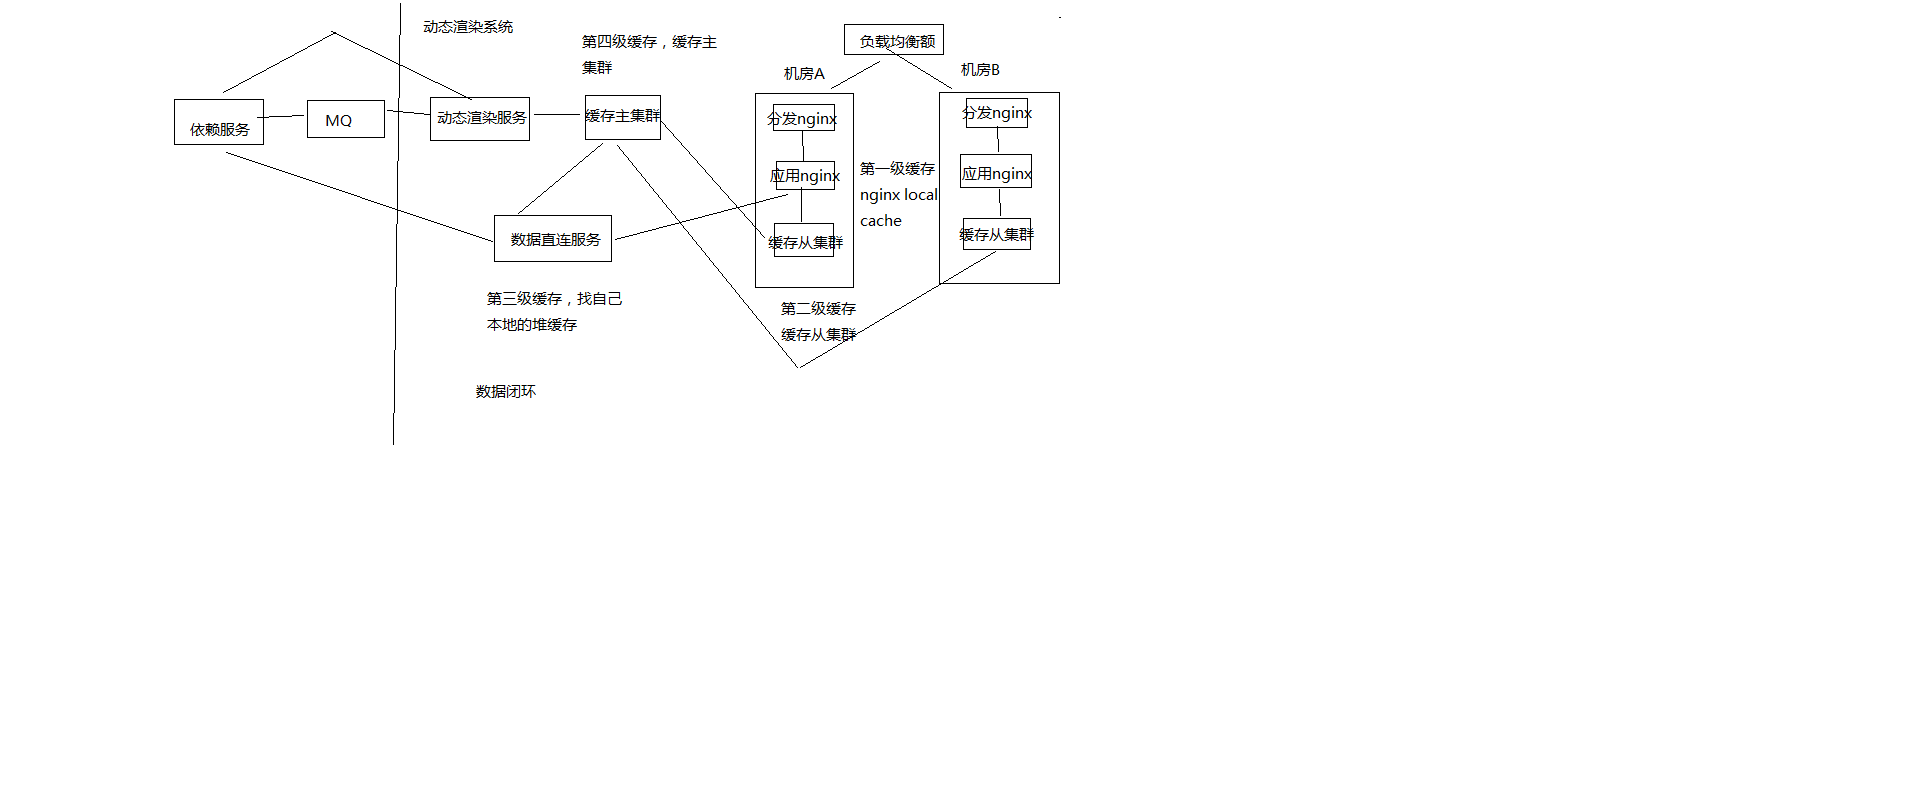 动态渲染系统
第四级缓存，缓存主
集群
负载均衡额
机房A
机房B
依赖服务
MQ
动态渲染服务
缓存主集群
分发nginx
应用nginx
缓存从集群
第一级缓存
nginx local
cache
分发nginx
应用nginx
缓存从集群
数据直连服务
第三级缓存，找自己
本地的堆缓存
第二级缓存
缓存从集群
数据闭环